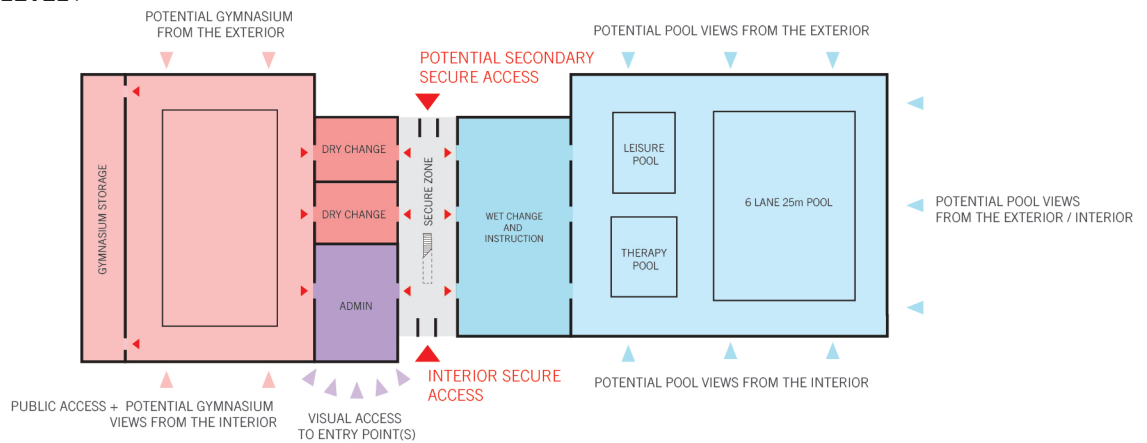 POTENTIAL GYMNASIUM
FROM THE EXTERIOR
POTENTIAL SECONDARY
SECURE ACCESS
POTENTIAL POOL VIEWS FROM THE EXTERIOR
GYMNASIUM STORAGE
DRY CHANGE
DRY CHANGE
ADMIN
SECURE ZONE
WET CHANGE
AND
INSTRUCTION
LEISURE
POOL
THERAPY
POOL
6 LANE 25m POOL
POTENTIAL POOL VIEWS
FROM THE EXTERIOR / INTERIOR
PUBLIC ACCESS + POTENTIAL GYMNASIUM
VIEWS FROM THE INTERIOR
VISUAL ACCESS
TO ENTRY POINT(S)
INTERIOR SECURE
ACCESS
POTENTIAL POOL VIEWS FROM THE INTERIOR